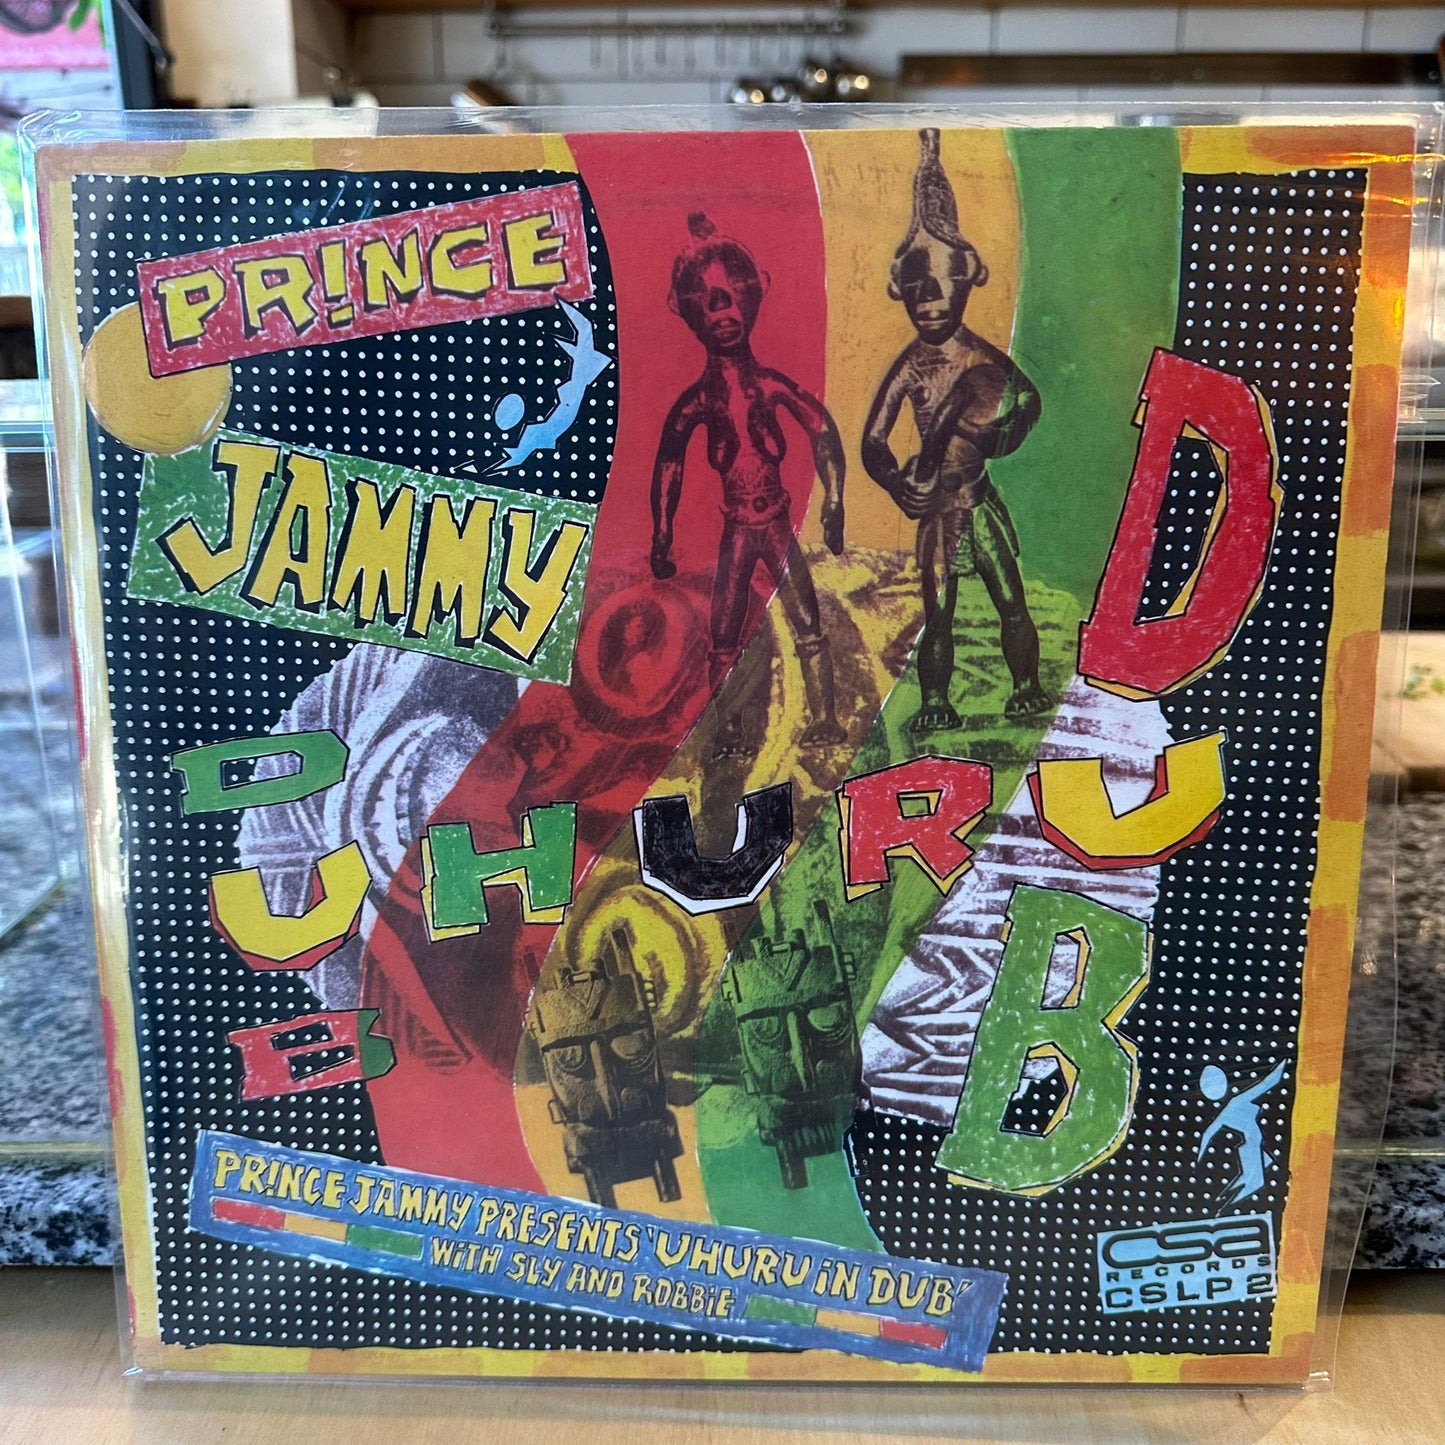 PR!NCE
JAMMY
DUB
UHURU
DUB
PR!NCE JAMMY PRESENTS 'UHURU iN DUB'
WiTH SLY AND ROBBiE
csa
RECORDS
CSLP 2